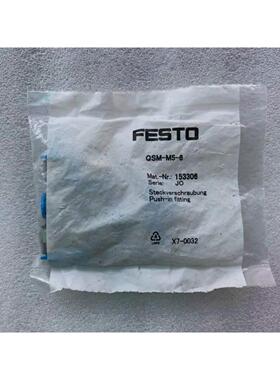 FESTO
QSM-M5-6
Mat.-Nr.: 153306
Serie: JO
Steckverschraubung
Push-in fitting
X7-0032